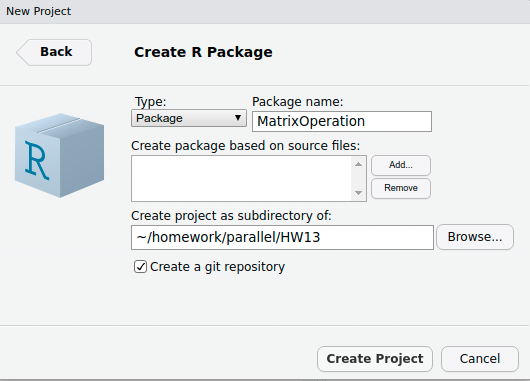 New Project
Back
Create R Package
Type:
Package name:
Package
MatrixOperation
Create package based on source files:
Add...
Remove
R
Create project as subdirectory of:
~/homework/parallel/HW13
Browse...
Create a git repository
Create Project
Cancel